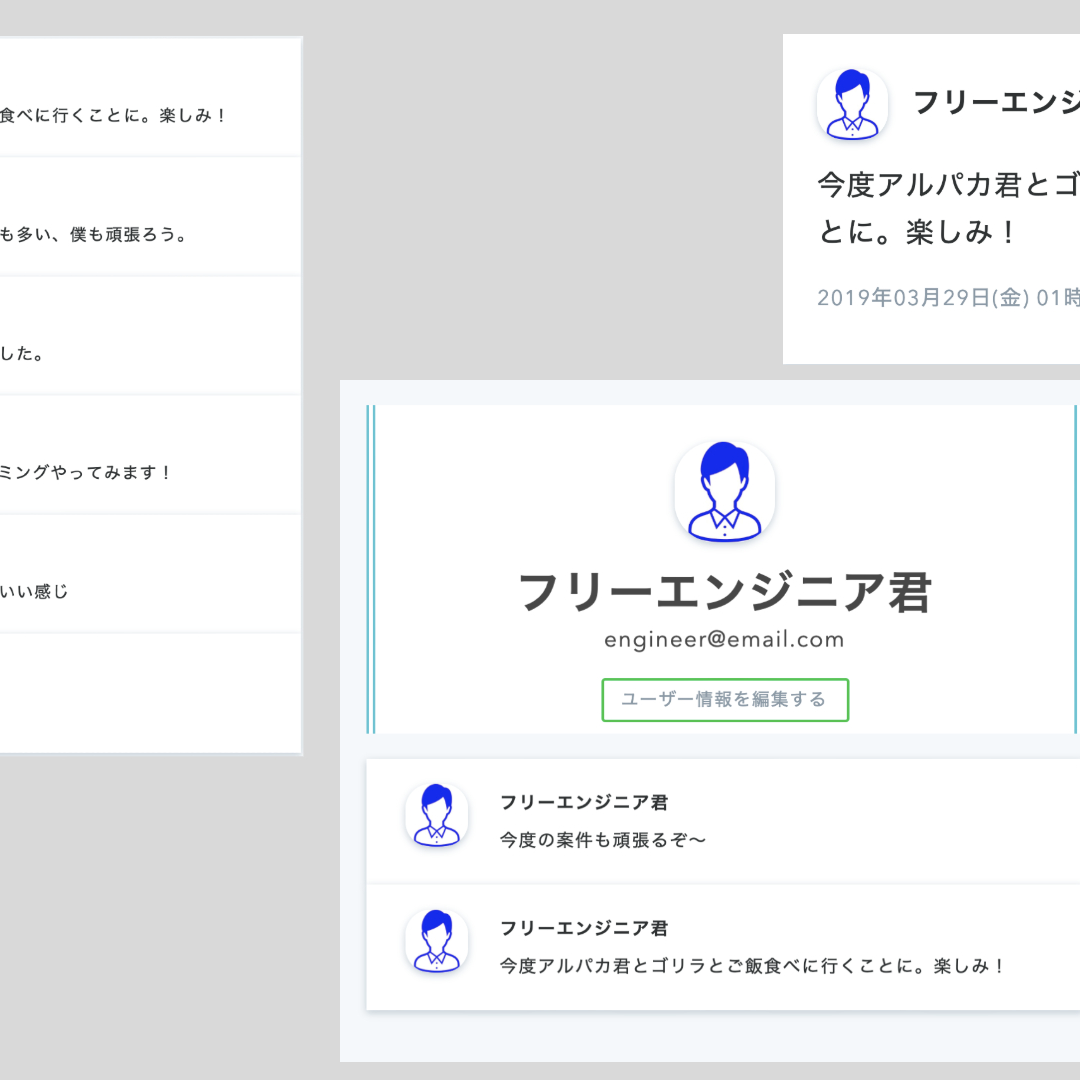 食べに行くことに。楽しみ！
も多い、僕も頑張ろう。
した。
ミングやってみます！
いい感じ
フリーエンジ
今度アルパカ君とゴ
とに。楽しみ！
2019年03月29日(金) 01時
フリーエンジニア君
engineer@email.com
ユーザー情報を編集する
フリーエンジニア君
今度の案件も頑張るぞ〜
フリーエンジニア君
今度アルパカ君とゴリラとご飯食べに行くことに。楽しみ！